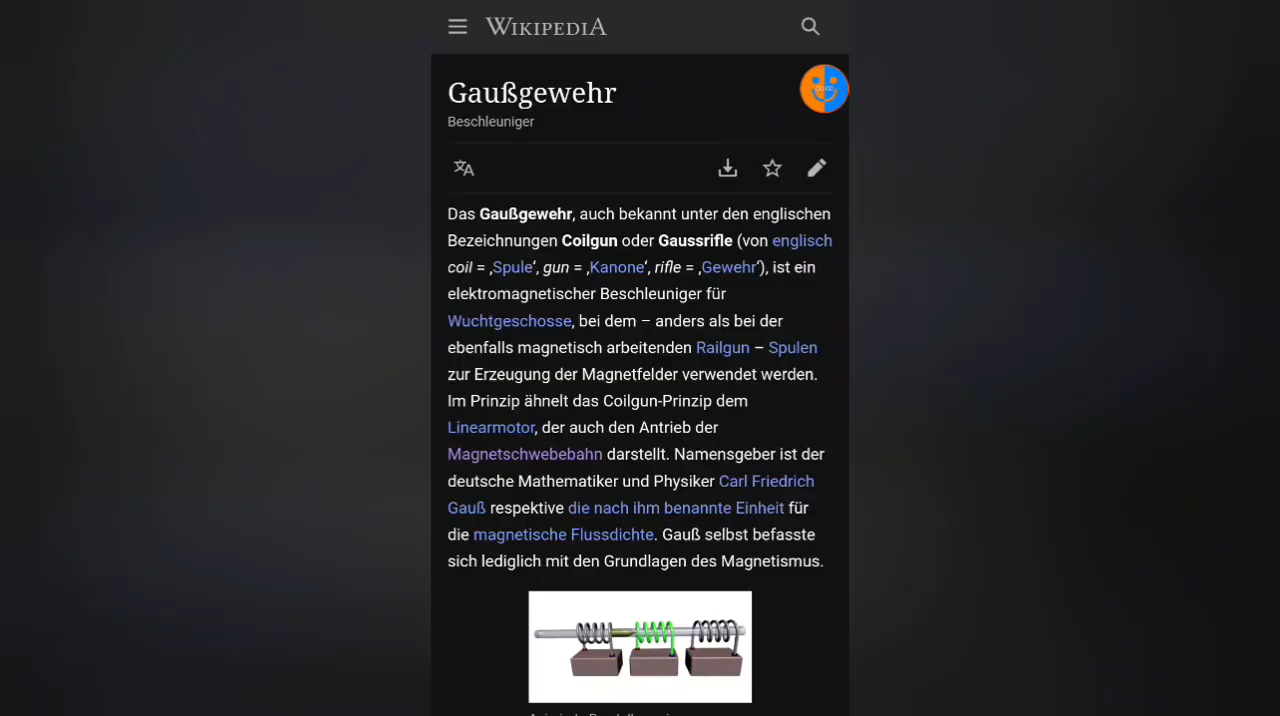 WIKIPEDIA
Gaußgewehr
Beschleuniger
Das Gaußgewehr, auch bekannt unter den englischen
Bezeichnungen Coilgun oder Gaussrifle (von englisch
coil = ‚Spule‘, gun = ‚Kanone‘, rifle = ‚Gewehr‘), ist ein
elektromagnetischer Beschleuniger für
Wuchtgeschosse, bei dem – anders als bei der
ebenfalls magnetisch arbeitenden Railgun – Spulen
zur Erzeugung der Magnetfelder verwendet werden.
Im Prinzip ähnelt das Coilgun-Prinzip dem
Linearmotor, der auch den Antrieb der
Magnetschwebebahn darstellt. Namensgeber ist der
deutsche Mathematiker und Physiker Carl Friedrich
Gauß respektive die nach ihm benannte Einheit für
die magnetische Flussdichte. Gauß selbst befasste
sich lediglich mit den Grundlagen des Magnetismus.